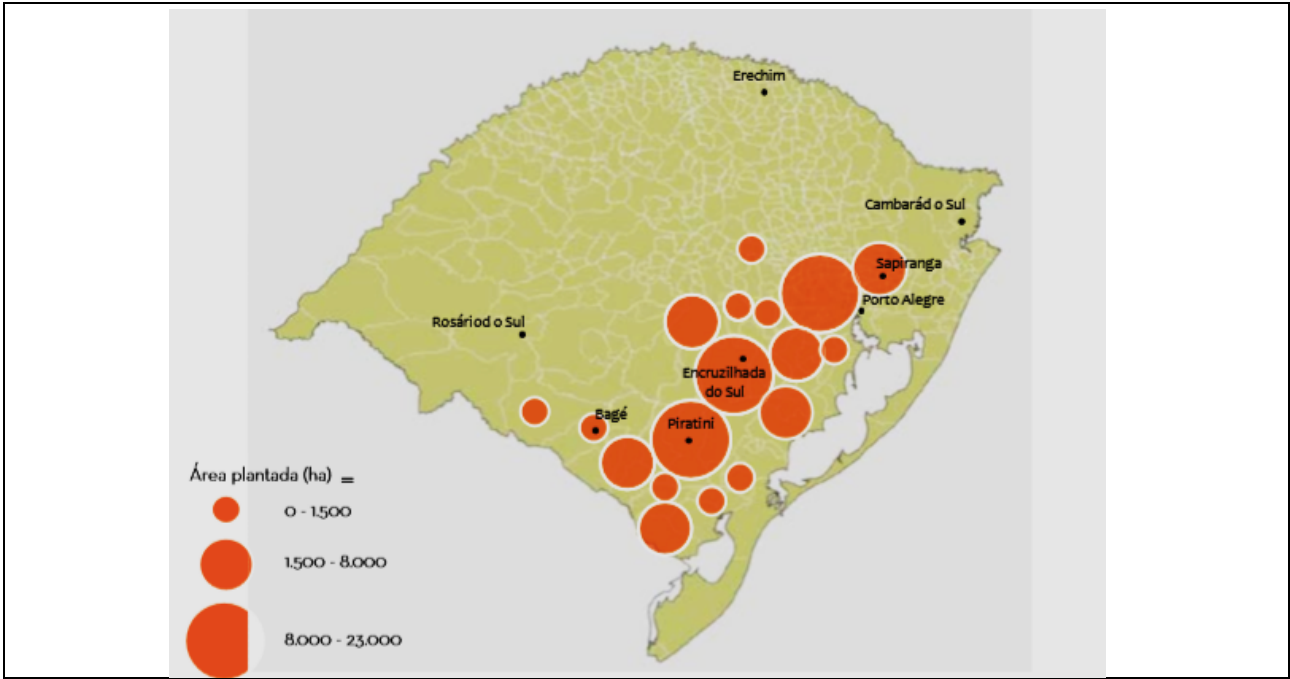 Erechim
Cambarád o Sul
Sapiranga
Porto Alegre
Rosáriod o Sul
Encruzilhada
do Sul
Bagé
Piratini
Área plantada (ha) =
0 - 1.500
1.500 - 8.000
8.000 - 23.000